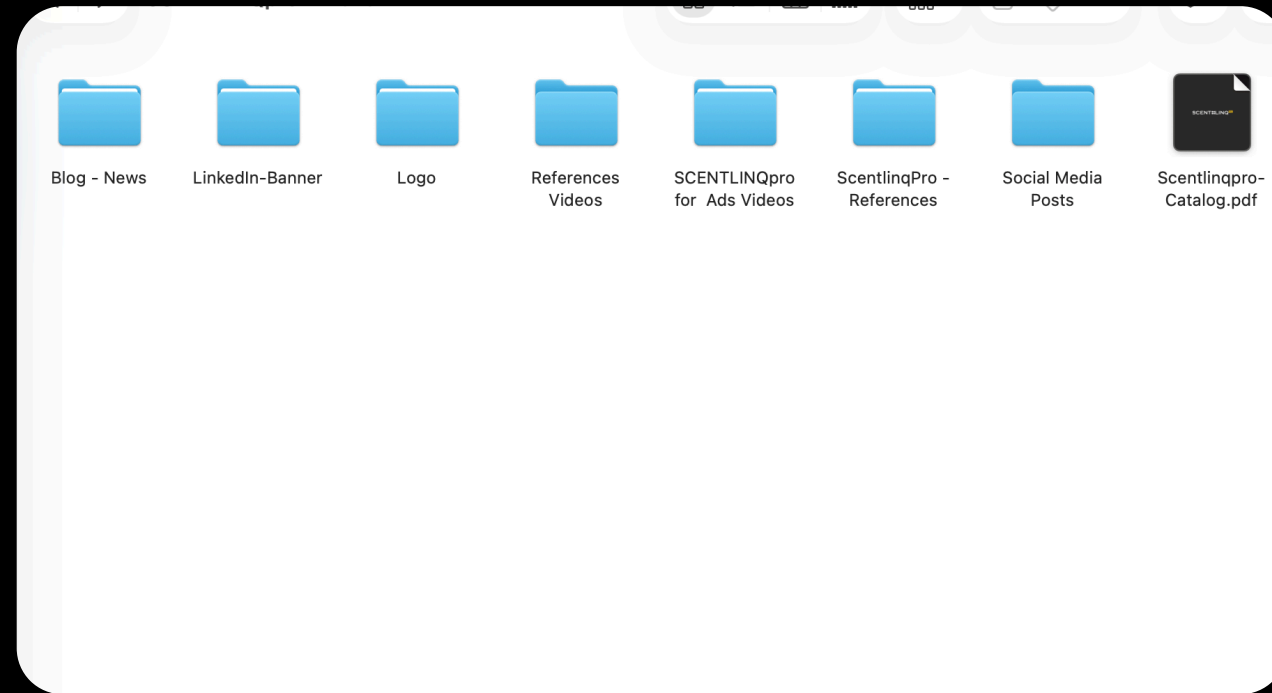 Blog - News
LinkedIn-Banner
Logo
References
Videos
SCENTLINQpro
for  Ads Videos
ScentlinqPro -
References
Social Media
Posts
SCENTBLINQ
Scentlinqpro-
Catalog.pdf